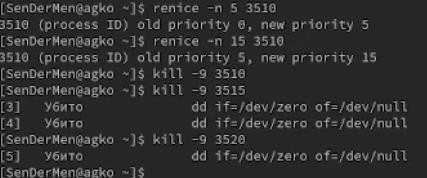 [SenDerMen@agko ~]$ renice -n 5 3510
3510 (process ID) old priority 0, new priority 5
[SenDerMen@agko ~]$ renice -n 15 3510
3510 (process ID) old priority 5, new priority 15
[SenDerMen@agko ~]$ kill -9 3510
[SenDerMen@agko ~]$ kill -9 3515
[3] Убито dd if=/dev/zero of=/dev/null
[4] Убито dd if=/dev/zero of=/dev/null
[SenDerMen@agko ~]$ kill -9 3520
[5] Убито dd if=/dev/zero of=/dev/null
[SenDerMen@agko ~]$